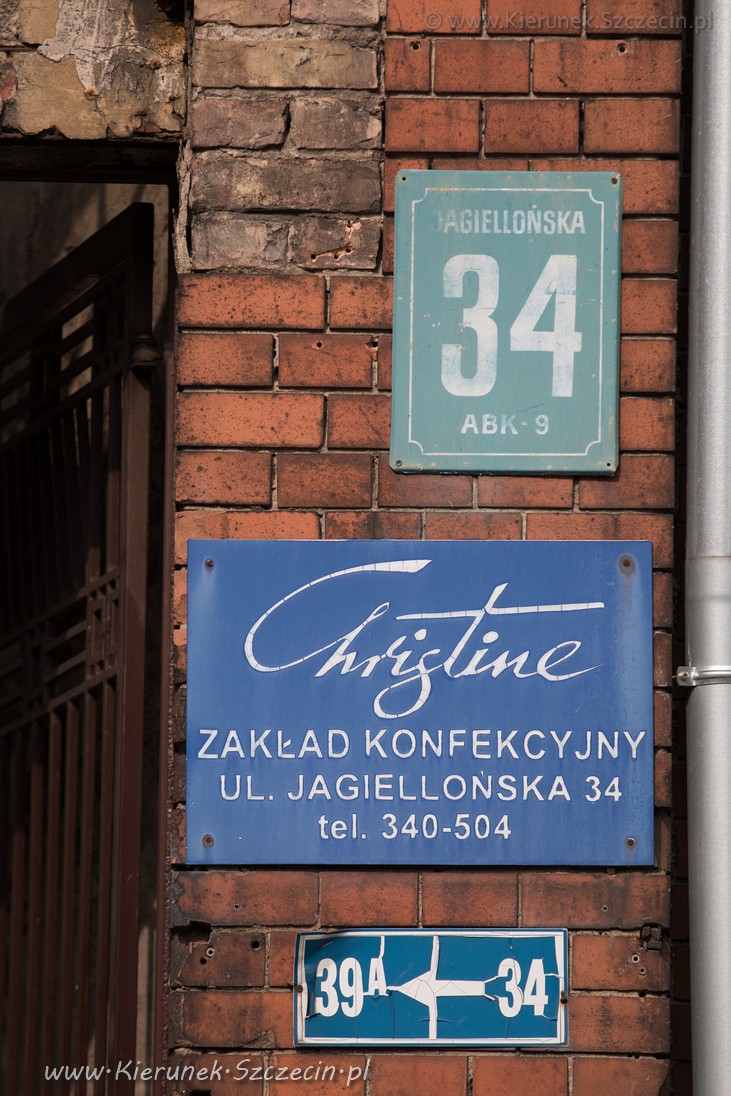 © www.Kierunek.Szczecin.pl
JAGIELLOŃSKA
34
ABK-9
Christine
ZAKŁAD KONFEKCYJNY
UL. JAGIELLOŃSKA 34
tel. 340-504
39A 34
www.Kierunek.Szczecin.pl